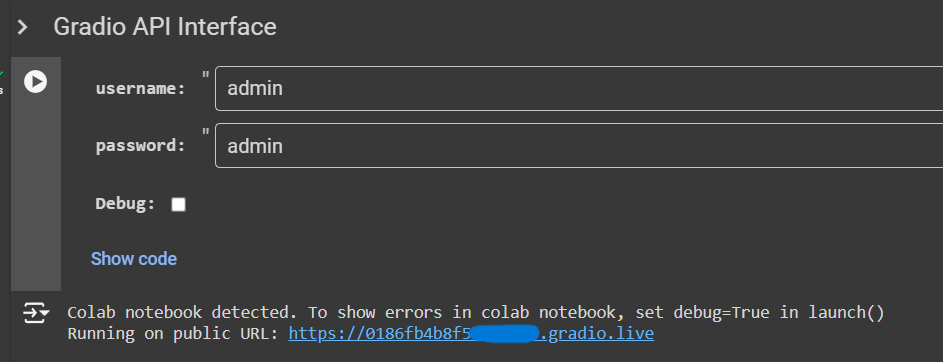 Gradio API Interface
username: " admin
password: " admin
Debug:
Show code
Colab notebook detected. To show errors in colab notebook, set debug=True in launch()
Running on public URL: https://0186fb4b8f5 .gradio.live